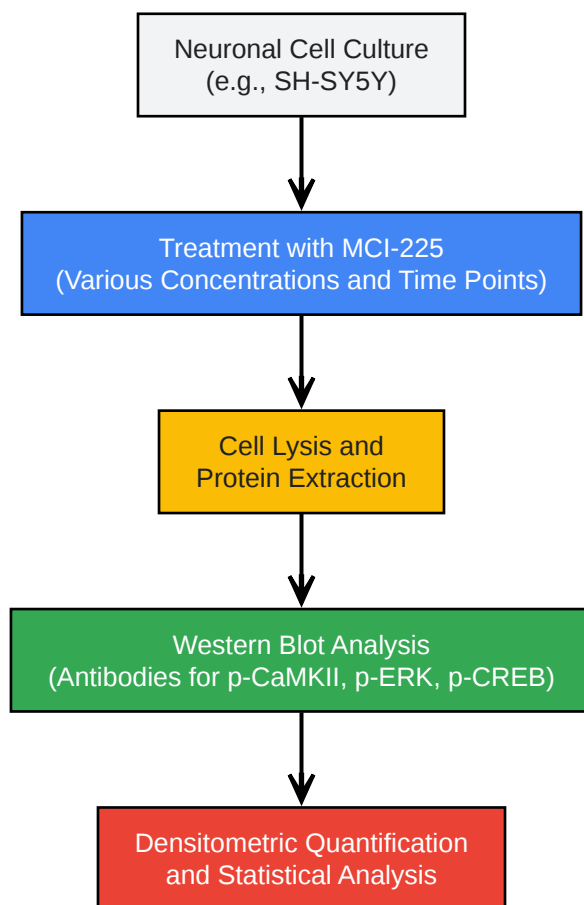 Neuronal Cell Culture
(e.g., SH-SY5Y)
Treatment with MCI-225
(Various Concentrations and Time Points)
Cell Lysis and
Protein Extraction
Western Blot Analysis
(Antibodies for p-CaMKII, p-ERK, p-CREB)
Densitometric Quantification
and Statistical Analysis